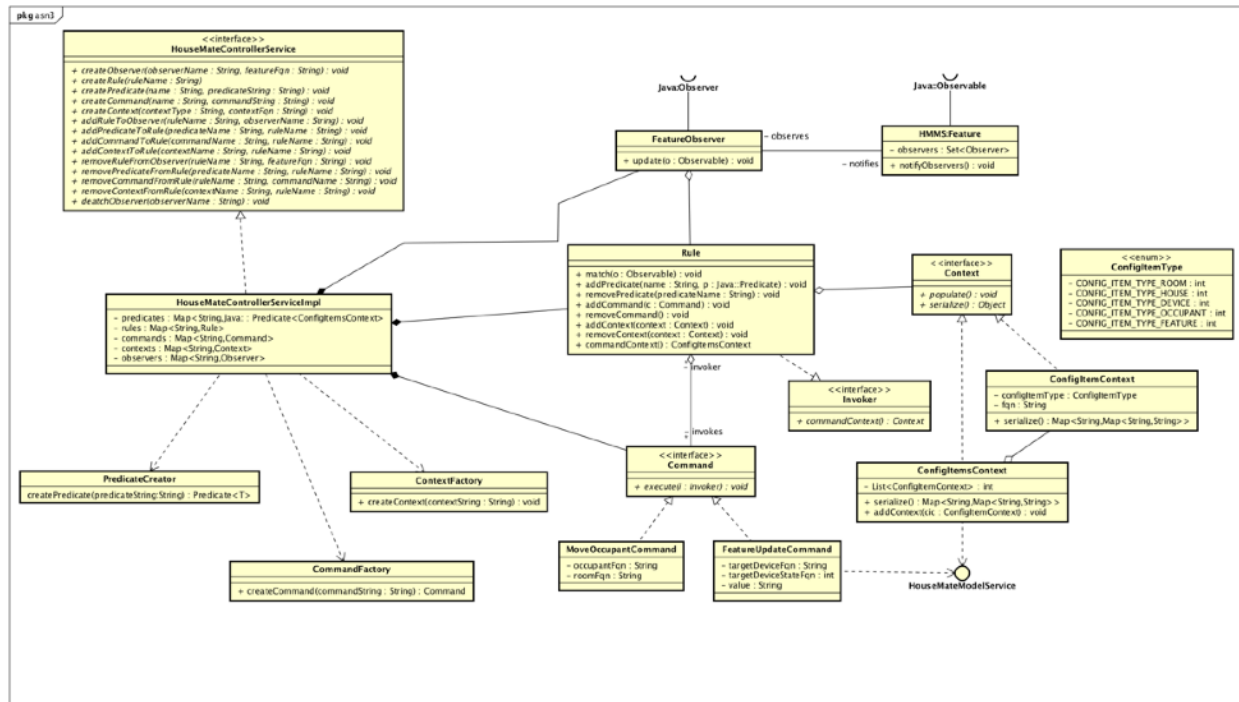 pkg asn3
<<interface>>
HouseMateControllerService
+ createObserver(observerName : String, featureFqn : String) : void
+ createRule(ruleName : String)
+ createPredicate(name : String, predicateString : String) : void
+ createCommand(name : String, commandString : String) : void
+ createContext(contextType : String, contextFqn : String) : void
+ addRuleToObserver(ruleName : String, observerName : String) : void
+ addPredicateToRule(predicateName : String, ruleName : String) : void
+ addCommandToRule(commandName : String, ruleName : String) : void
+ addContextToRule(contextName : String, ruleName : String) : void
+ removeRuleFromObserver(ruleName : String, featureFqn : String) : void
+ removePredicateFromRule(predicateName : String, ruleName : String) : void
+ removeCommandFromRule(ruleName : String, commandName : String) : void
+ removeContextFromRule(contextName : String, ruleName : String) : void
+ deatchObserver(observerName : String) : void
Java:Observer
Java::Observable
FeatureObserver
+ update(o : Observable) : void
- observes
- notifies
HMMS:Feature
- observers : Set<Observer>
+ notifyObservers() : void
Rule
+ match(o : Observable) : void
+ addPredicate(name : String, p : Java::Predicate) : void
+ removePredicate(predicateName : String) : void
+ addCommand(c : Command) : void
+ removeCommand() : void
+ addContext(context : Context) : void
+ removeContext(context : Context) : void
+ commandContext() : ConfigItemsContext
< <interface> >
Context
+ populate() : void
+ serialize() : Object
<<enum>>
ConfigItemType
- CONFIG_ITEM_TYPE_ROOM : int
- CONFIG_ITEM_TYPE_HOUSE : int
- CONFIG_ITEM_TYPE_DEVICE : int
- CONFIG_ITEM_TYPE_OCCUPANT : int
- CONFIG_ITEM_TYPE_FEATURE : int
HouseMateControllerServiceImpl
- predicates : Map<String,Java: : Predicate<ConfigItemsContext>
- rules : Map<String,Rule>
- commands : Map<String,Command>
- contexts : Map<String,Context>
- observers : Map<String,Observer>
- invoker
- invokes
<<interface>>
Invoker
+ commandContext() : Context
ConfigItemContext
- configItemType : ConfigItemType
- fqn : String
+ serialize() : Map<String,Map<String,String> >
PredicateCreator
createPredicate(predicateString:String) : Predicate<T>
ContextFactory
+ createContext(contextString : String) : void
<<interface>>
Command
+ execute(i : invoker) : void
ConfigItemsContext
- List<ConfigItemContext> : int
+ serialize() : Map<String,Map<String,String> >
+ addContext(cic : ConfigItemContext) : void
CommandFactory
+ createCommand(commandString : String) : Command
MoveOccupantCommand
- occupantFqn : String
- roomFqn : String
FeatureUpdateCommand
- targetDeviceFqn : String
- targetDeviceStateFqn : int
- value : String
HouseMateModelService